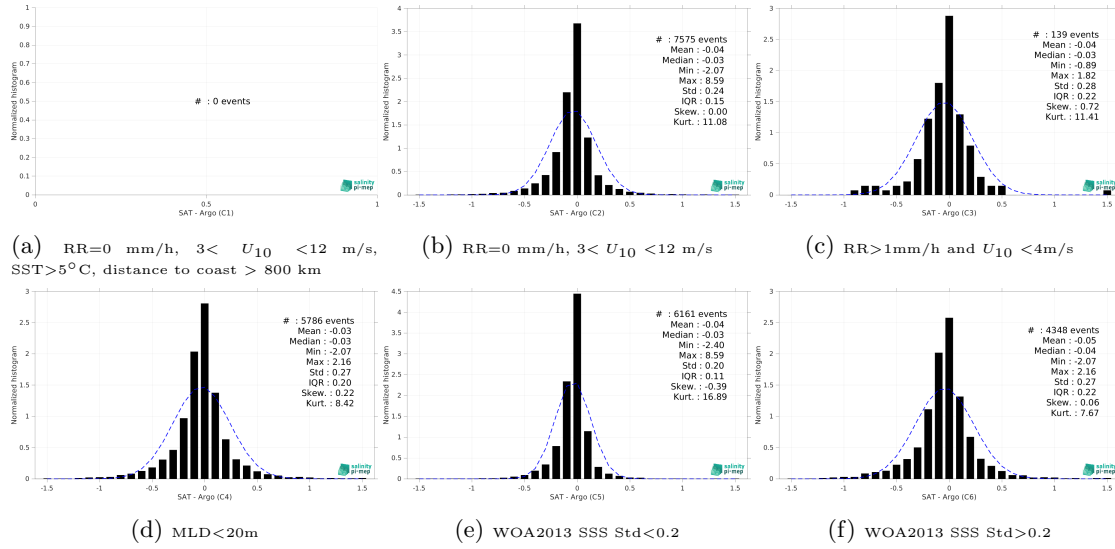 Normalized histogram
1
0.9
0.8
0.7
0.6
0.5
0.4
0.3
0.2
0.1
0
# : 0 events
salinity
pi-mep
0 0.5 1
SAT - Argo (C1)
(a) RR=0 mm/h, 3< U10 <12 m/s,
SST>5°C, distance to coast > 800 km
Normalized histogram
4
3.5
3
2.5
2
1.5
1
0.5
0
# : 7575 events
Mean : -0.04
Median : -0.03
Min : -2.07
Max : 8.59
Std : 0.24
IQR : 0.15
Skew. : 0.00
Kurt. : 11.08
salinity
pi-mep
-1.5 -1 -0.5 0 0.5 1 1.5
SAT - Argo (C2)
(b) RR=0 mm/h, 3< U10 <12 m/s
Normalized histogram
3
2.5
2
1.5
1
0.5
0
# : 139 events
Mean : -0.04
Median : -0.03
Min : -0.89
Max : 1.82
Std : 0.28
IQR : 0.22
Skew. : 0.72
Kurt. : 11.41
salinity
pi-mep
-1.5 -1 -0.5 0 0.5 1 1.5
SAT - Argo (C3)
(c) RR>1mm/h and U10 <4m/s
Normalized histogram
3
2.5
2
1.5
1
0.5
0
# : 5786 events
Mean : -0.03
Median : -0.03
Min : -2.07
Max : 2.16
Std : 0.27
IQR : 0.20
Skew. : 0.22
Kurt. : 8.42
salinity
pi-mep
-1.5 -1 -0.5 0 0.5 1 1.5
SAT - Argo (C4)
(d) MLD<20m
Normalized histogram
4.5
4
3.5
3
2.5
2
1.5
1
0.5
0
# : 6161 events
Mean : -0.04
Median : -0.03
Min : -2.40
Max : 8.59
Std : 0.20
IQR : 0.11
Skew. : -0.39
Kurt. : 16.89
salinity
pi-mep
-1.5 -1 -0.5 0 0.5 1 1.5
SAT - Argo (C5)
(e) WOA2013 SSS Std<0.2
Normalized histogram
3
2.5
2
1.5
1
0.5
0
# : 4348 events
Mean : -0.05
Median : -0.04
Min : -2.07
Max : 2.16
Std : 0.27
IQR : 0.22
Skew. : 0.06
Kurt. : 7.67
salinity
pi-mep
-1.5 -1 -0.5 0 0.5 1 1.5
SAT - Argo (C6)
(f) WOA2013 SSS Std>0.2